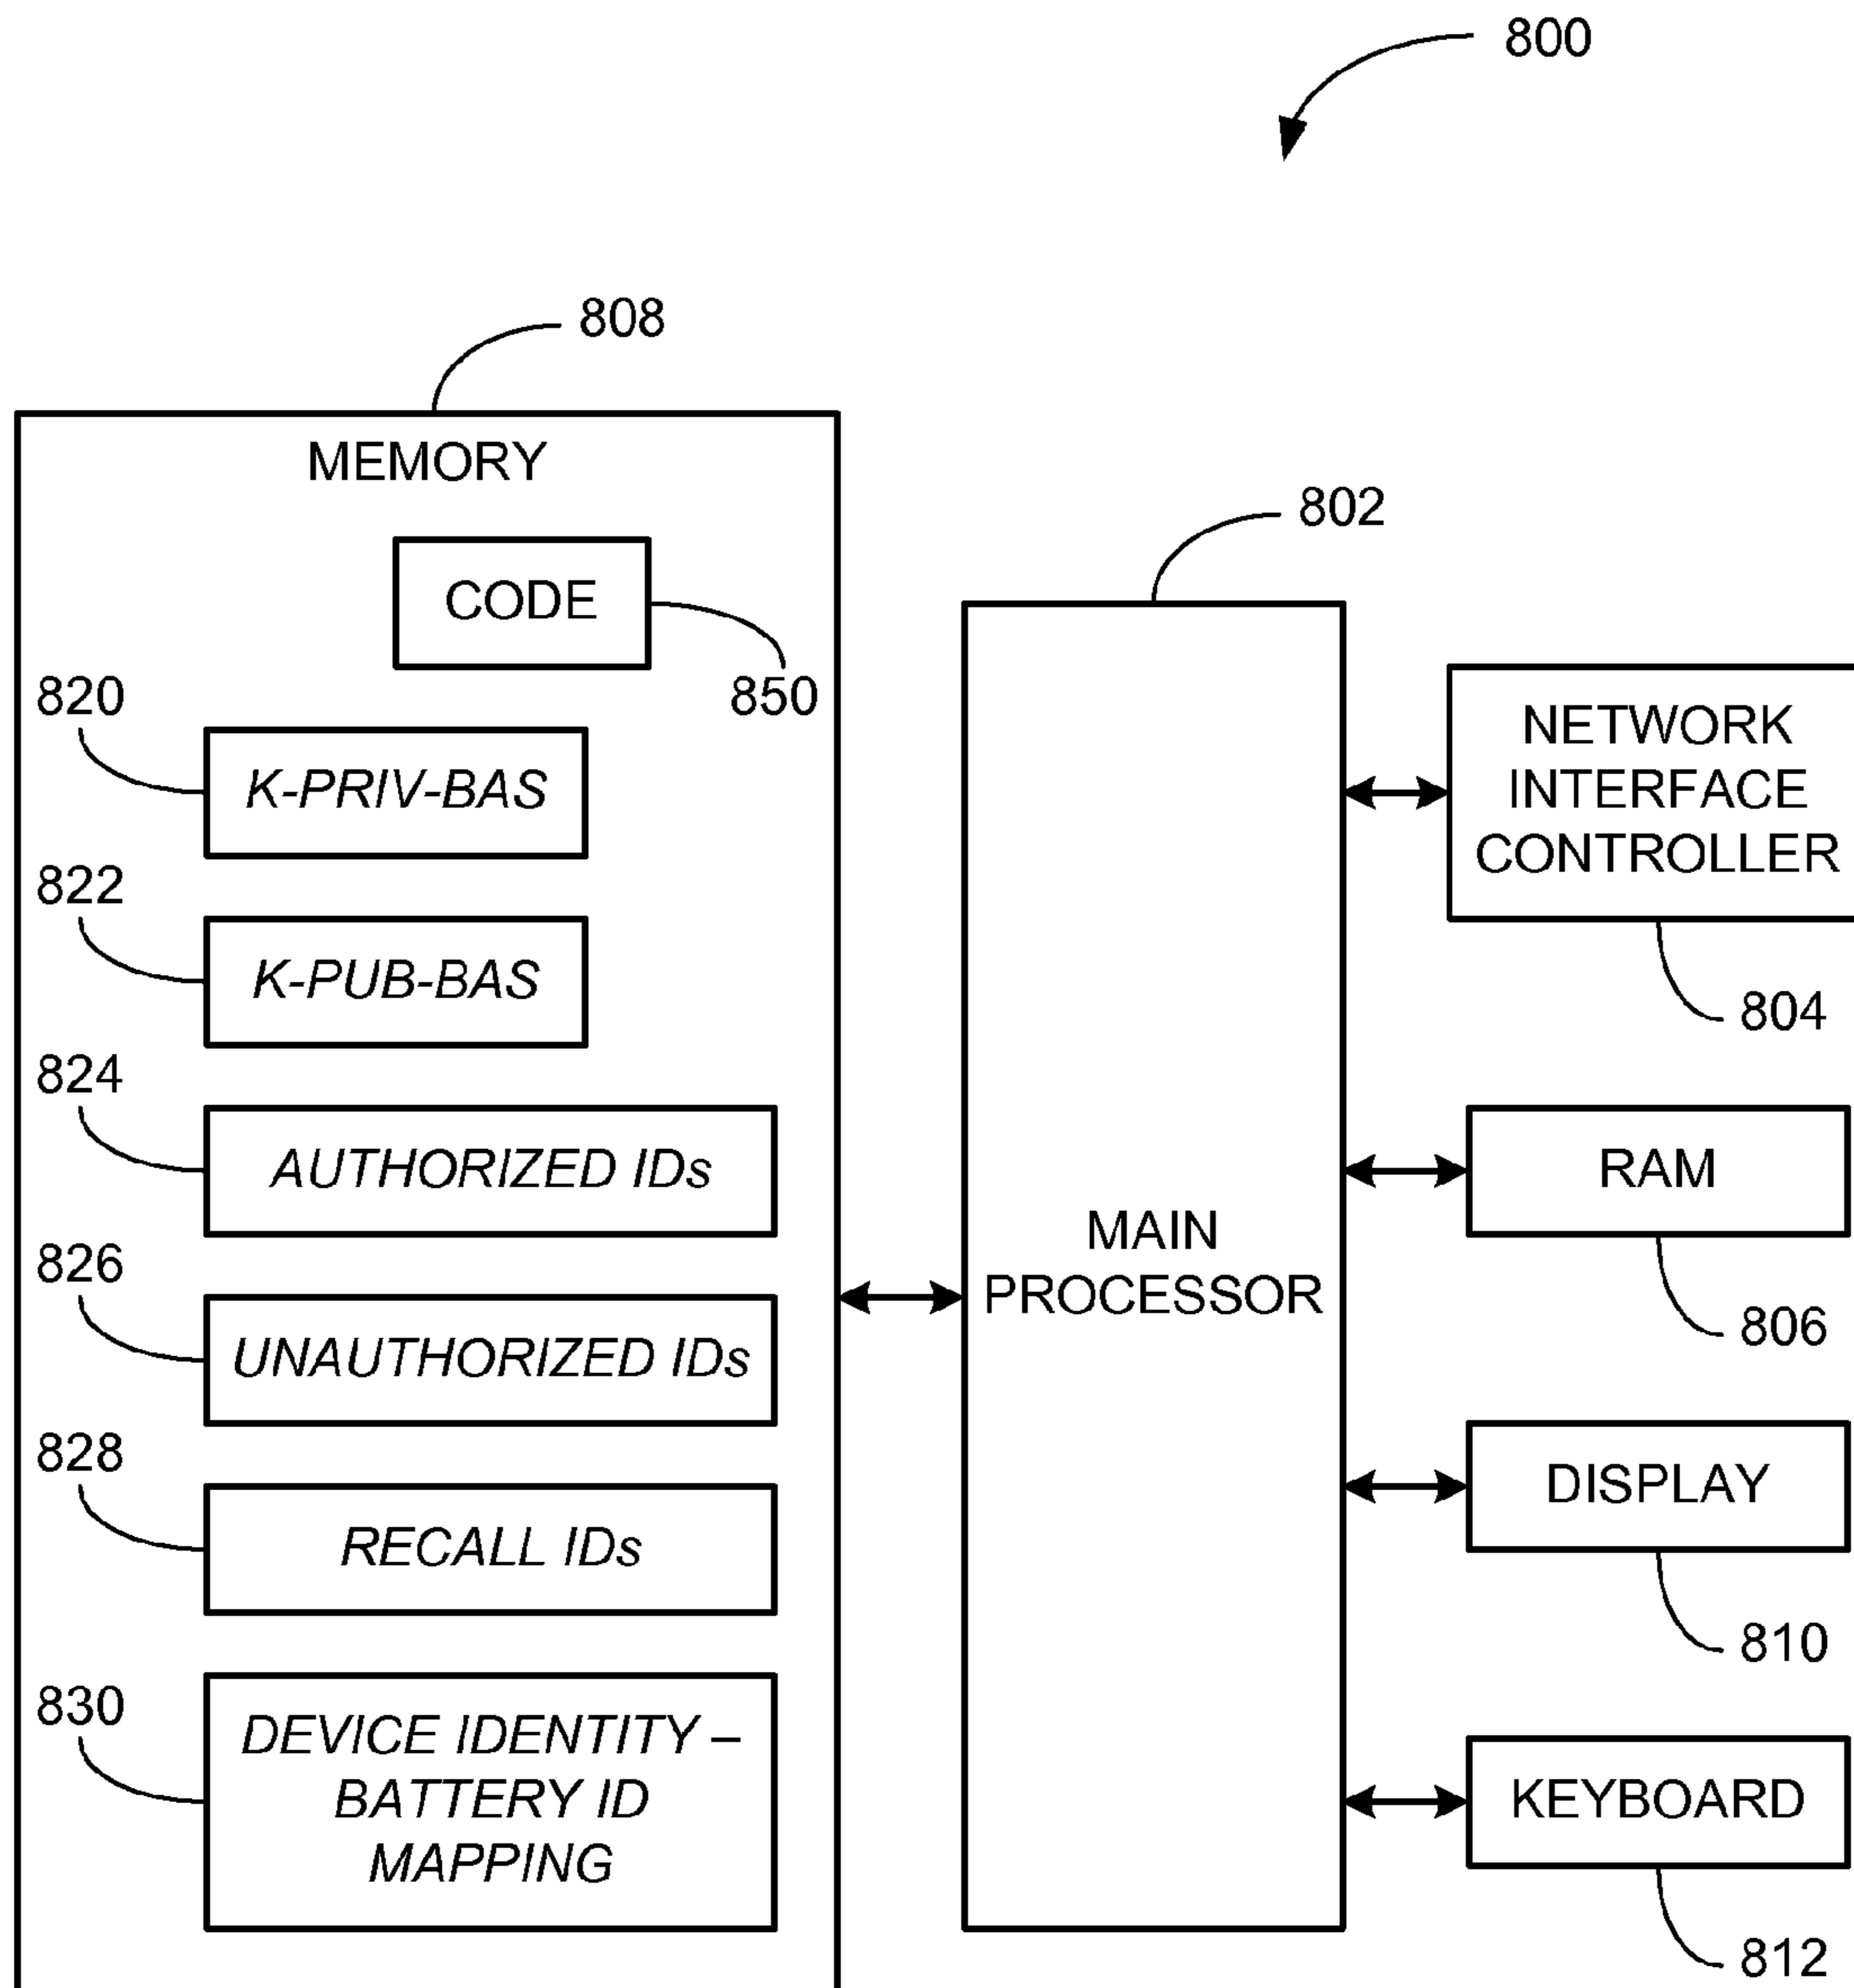 800
808
MEMORY
CODE
850
820
K-PRIV-BAS
822
K-PUB-BAS
824
AUTHORIZED IDs
826
UNAUTHORIZED IDs
828
RECALL IDs
830
DEVICE IDENTITY –
BATTERY ID
MAPPING
802
MAIN
PROCESSOR
NETWORK
INTERFACE
CONTROLLER
804
RAM
806
DISPLAY
810
KEYBOARD
812